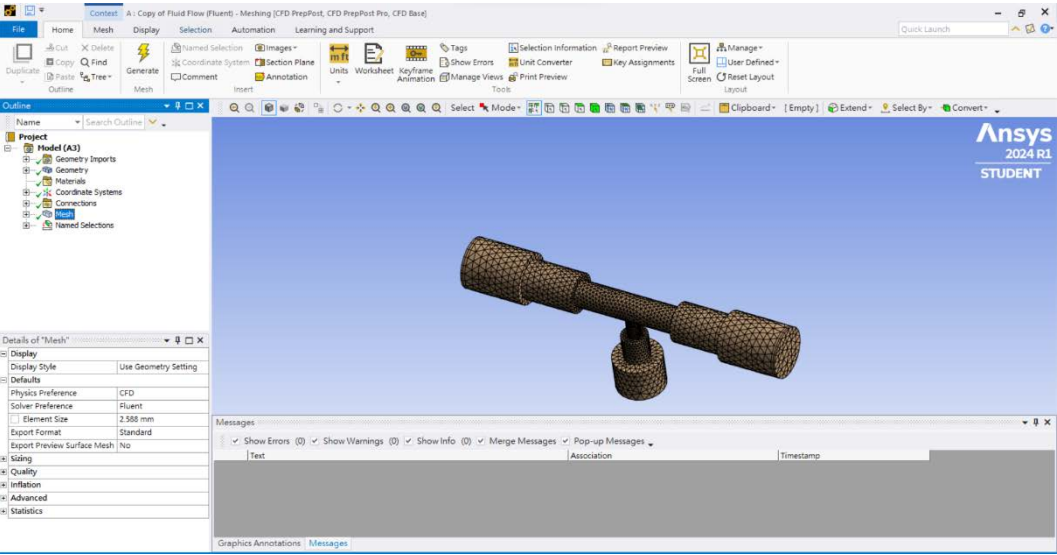 Context A : Copy of Fluid Flow (Fluent) - Meshing [CFD PrepPost, CFD PrepPost Pro, CFD Base]
File Home Mesh Display Selection Automation Learning and Support Quick Launch
Duplicate Cut Copy Paste Delete Find Tree
Outline
Generate
Mesh
Named Selection Coordinate System Comment Images Section Plane Annotation
Insert
Units Worksheet Keyframe Animation Tags Show Errors Manage Views Selection Information Unit Converter Print Preview Report Preview Key Assignments
Tools
Full Screen Manage User Defined Reset Layout
Layout
Outline
Name Search Outline
Select Mode Clipboard [Empty] Extend Select By Convert
Project
Model (A3)
Geometry Imports
Geometry
Materials
Coordinate Systems
Connections
Mesh
Named Selections
Ansys
2024 R1
STUDENT
Details of "Mesh"
Display
Display Style Use Geometry Setting
Defaults
Physics Preference CFD
Solver Preference Fluent
Element Size 2.588 mm
Export Format Standard
Export Preview Surface Mesh No
Sizing
Quality
Inflation
Advanced
Statistics
Messages
Show Errors (0) Show Warnings (0) Show Info (0) Merge Messages Pop-up Messages
Text Association Timestamp
Graphics Annotations Messages